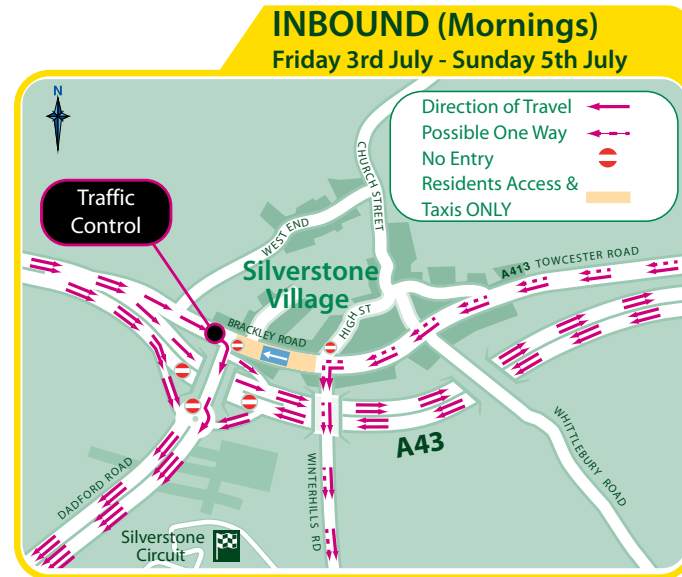 INBOUND (Mornings)
Friday 3rd July - Sunday 5th July
N
Direction of Travel
Possible One Way
No Entry
Residents Access &
Taxis ONLY
Traffic
Control
CHURCH STREET
WEST END
A413 TOWCESTER ROAD
Silverstone
Village
HIGH ST
BRACKLEY ROAD
A43
WHITTLEBURY ROAD
DADFORD ROAD
WINTERHILLS RD
Silverstone
Circuit